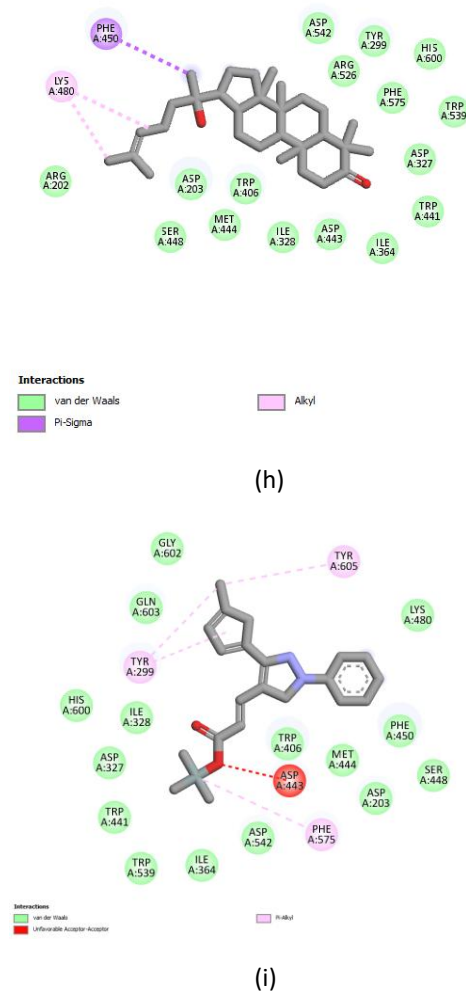 PHE
A:450
ASP
A:542
TYR
A:299
HIS
A:600
ARG
A:526
LYS
A:480
PHE
A:575
TRP
A:539
ASP
A:327
ARG
A:202
ASP
A:203
TRP
A:406
TRP
A:441
SER
A:448
MET
A:444
ILE
A:328
ASP
A:443
ILE
A:364
Interactions
van der Waals
Pi-Sigma
Alkyl
(h)
GLY
A:602
TYR
A:605
GLN
A:603
LYS
A:480
TYR
A:299
N
N
HIS
A:600
ILE
A:328
PHE
A:450
TRP
A:406
MET
A:444
SER
A:448
ASP
A:327
ASP
A:443
ASP
A:203
TRP
A:441
ASP
A:542
PHE
A:575
TRP
A:539
ILE
A:364
Interactions
van der Waals
Unfavorable Acceptor-Acceptor
Pi-Alkyl
(i)